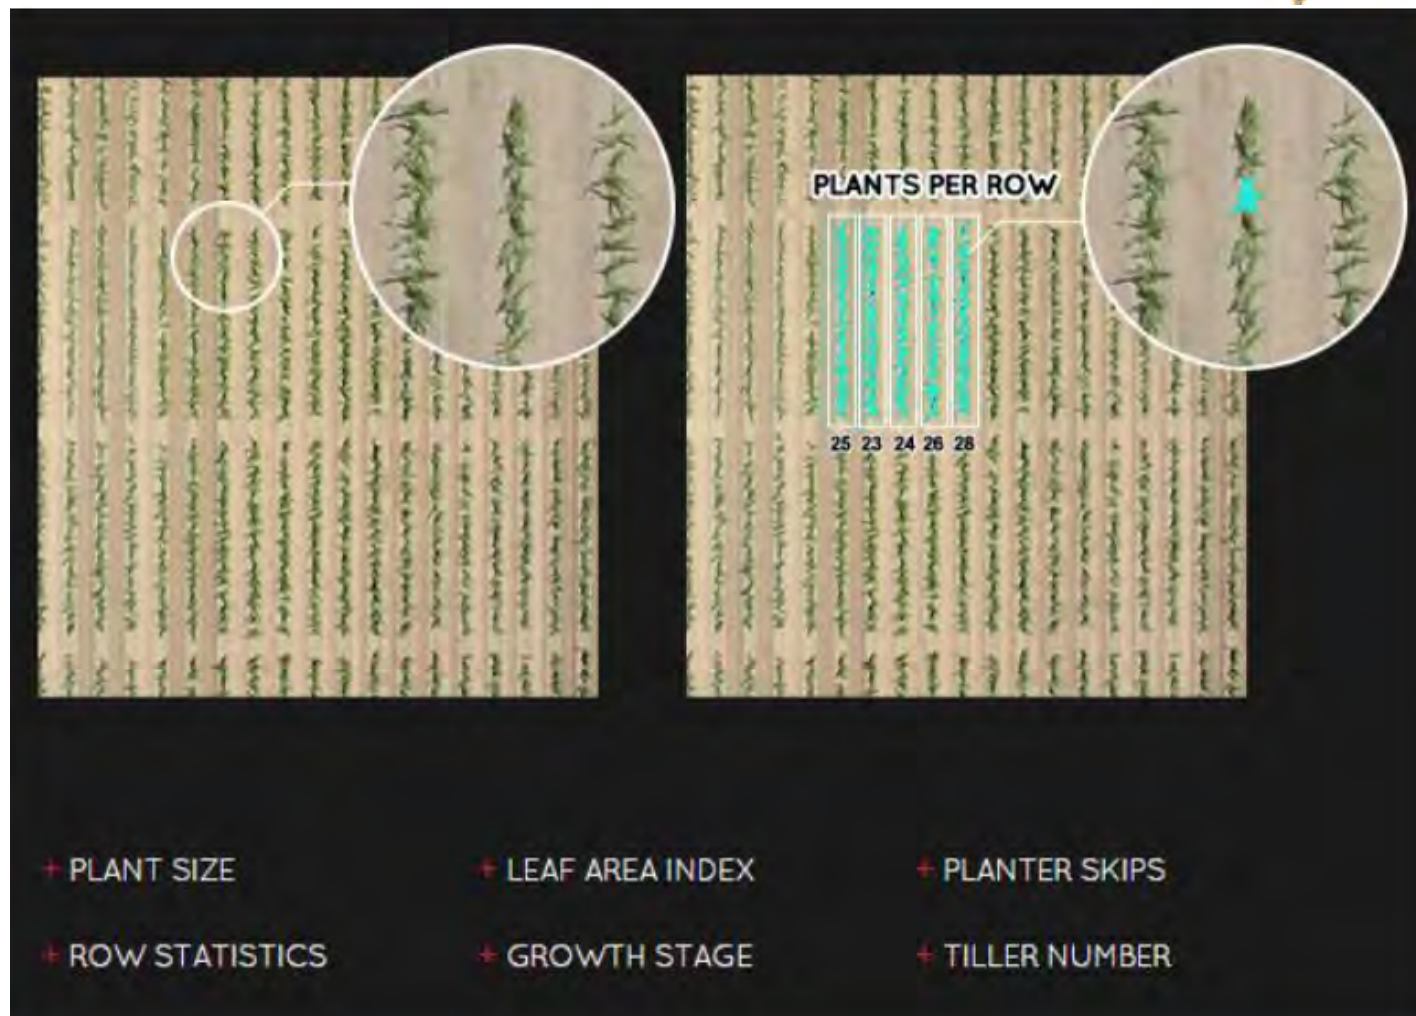 PLANTS PER ROW
25 23 24 26 28
+ PLANT SIZE
+ LEAF AREA INDEX
+ PLANTER SKIPS
+ ROW STATISTICS
+ GROWTH STAGE
+ TILLER NUMBER